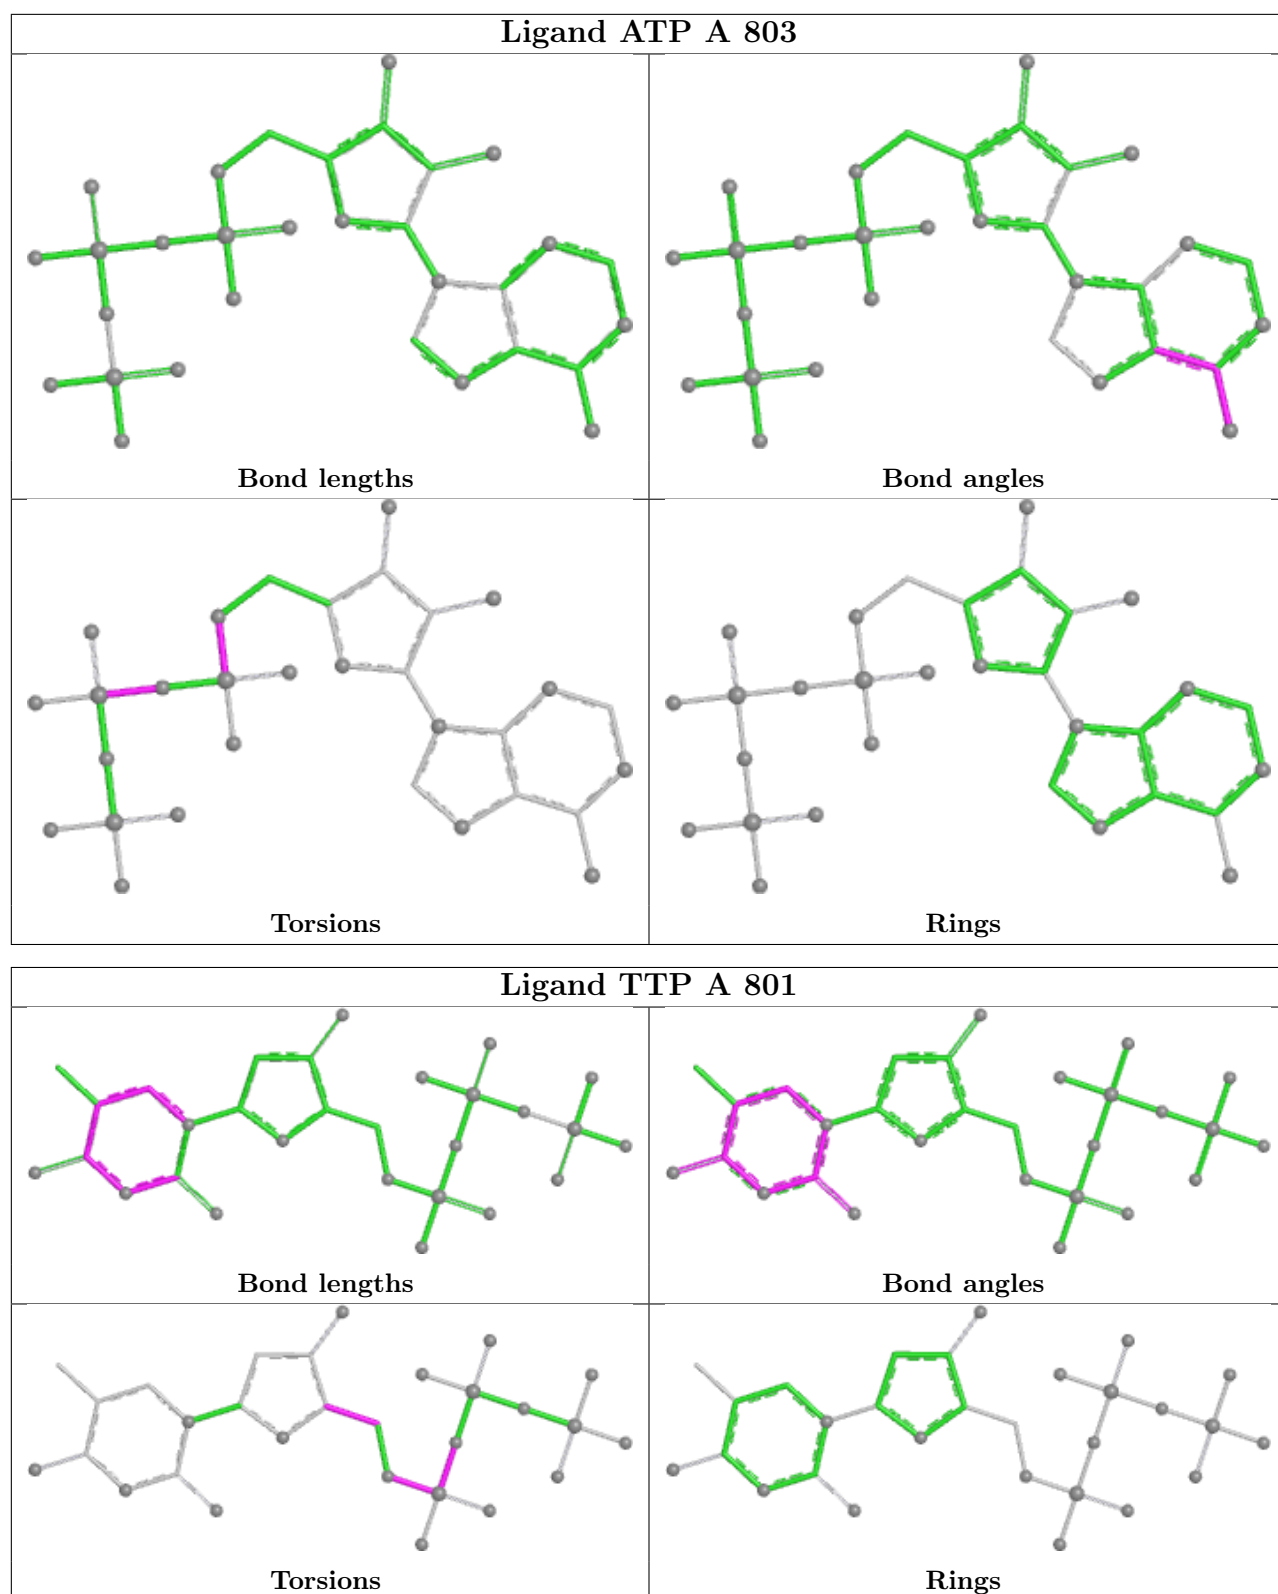 Ligand ATP A 803
Bond lengths
Bond angles
Torsions
Rings
Ligand TTP A 801
Bond lengths
Bond angles
Torsions
Rings